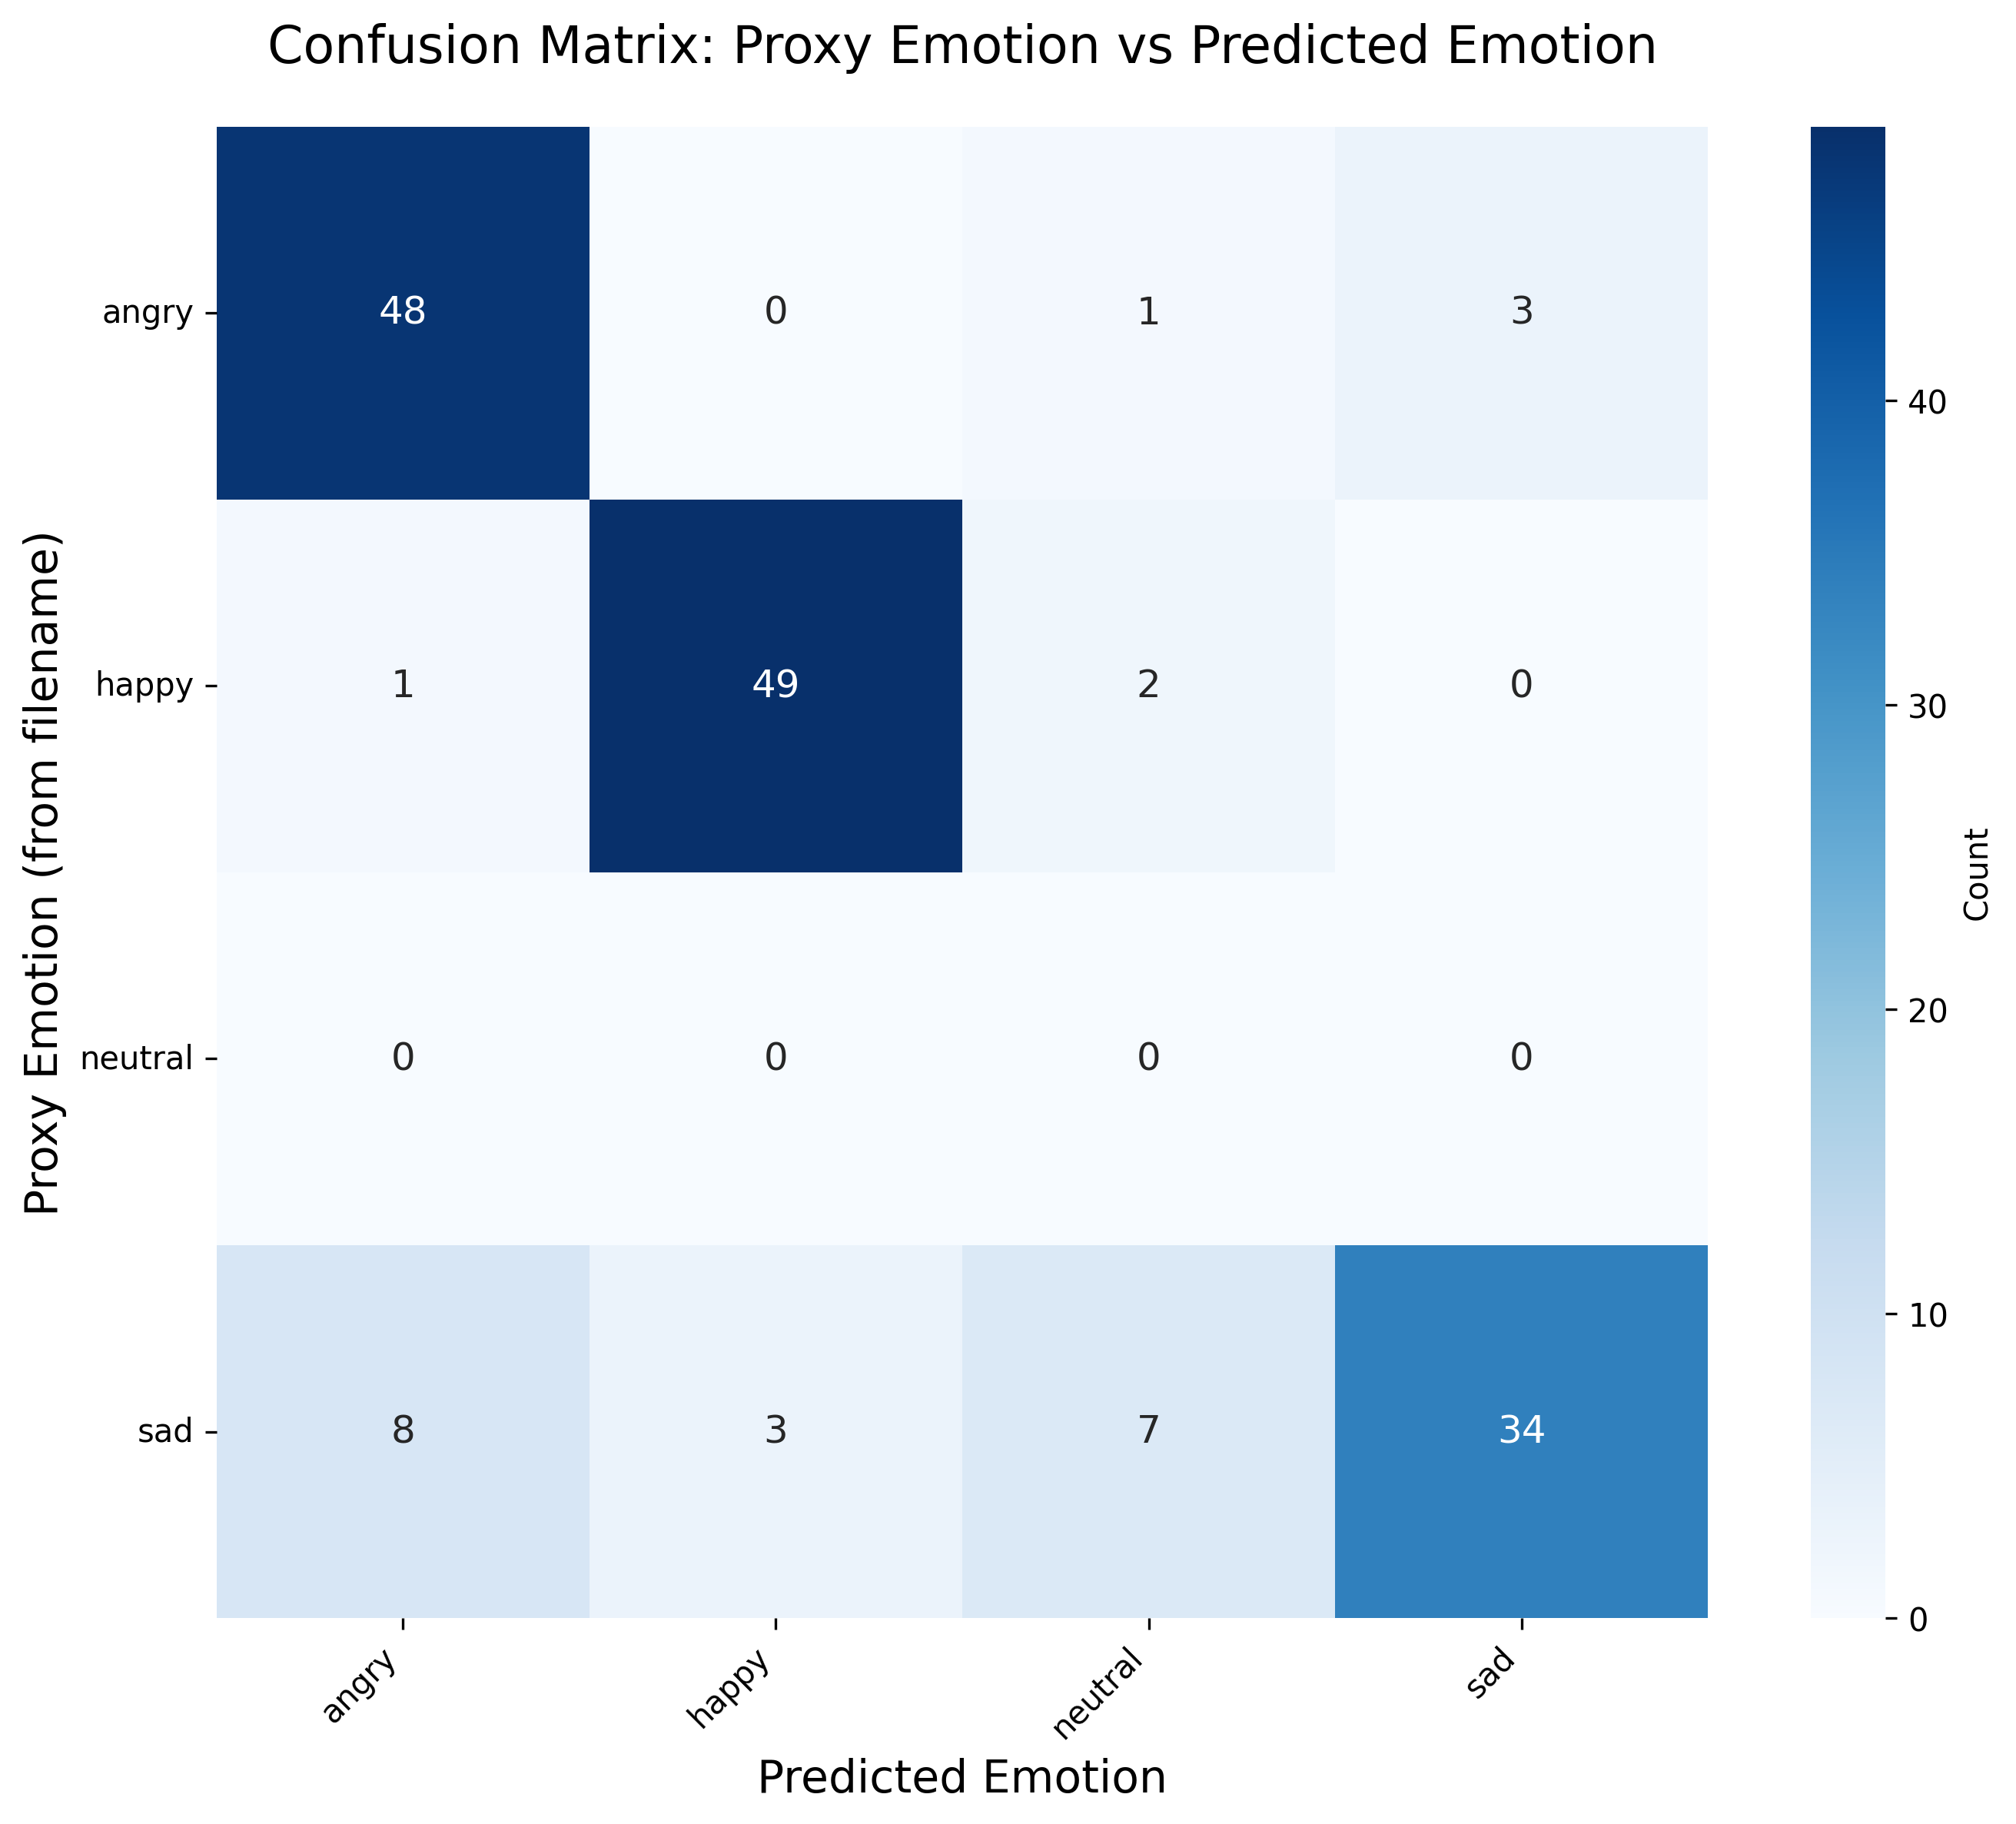 Confusion Matrix: Proxy Emotion vs Predicted Emotion
Proxy Emotion (from filename)
angry
48
0
1
3
happy
1
49
2
0
neutral
0
0
0
0
sad
8
3
7
34
angry
happy
neutral
sad
Predicted Emotion
40
30
20
10
0
Count